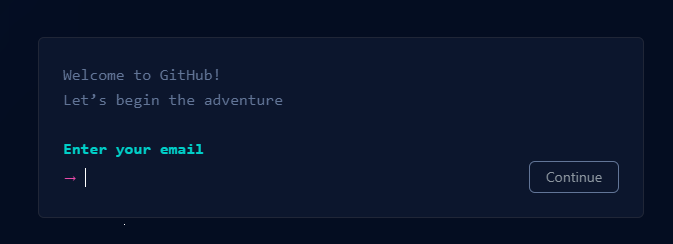 Welcome to GitHub!
Let’s begin the adventure
Enter your email
→
Continue